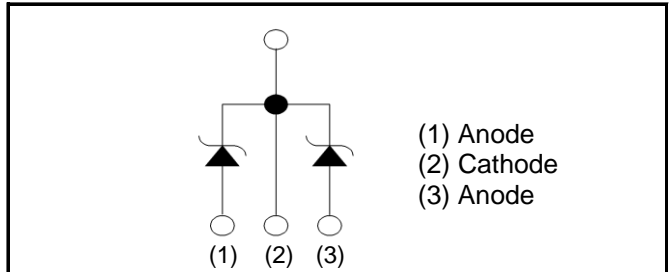 (1) Anode
(2) Cathode
(3) Anode
(1) (2) (3)